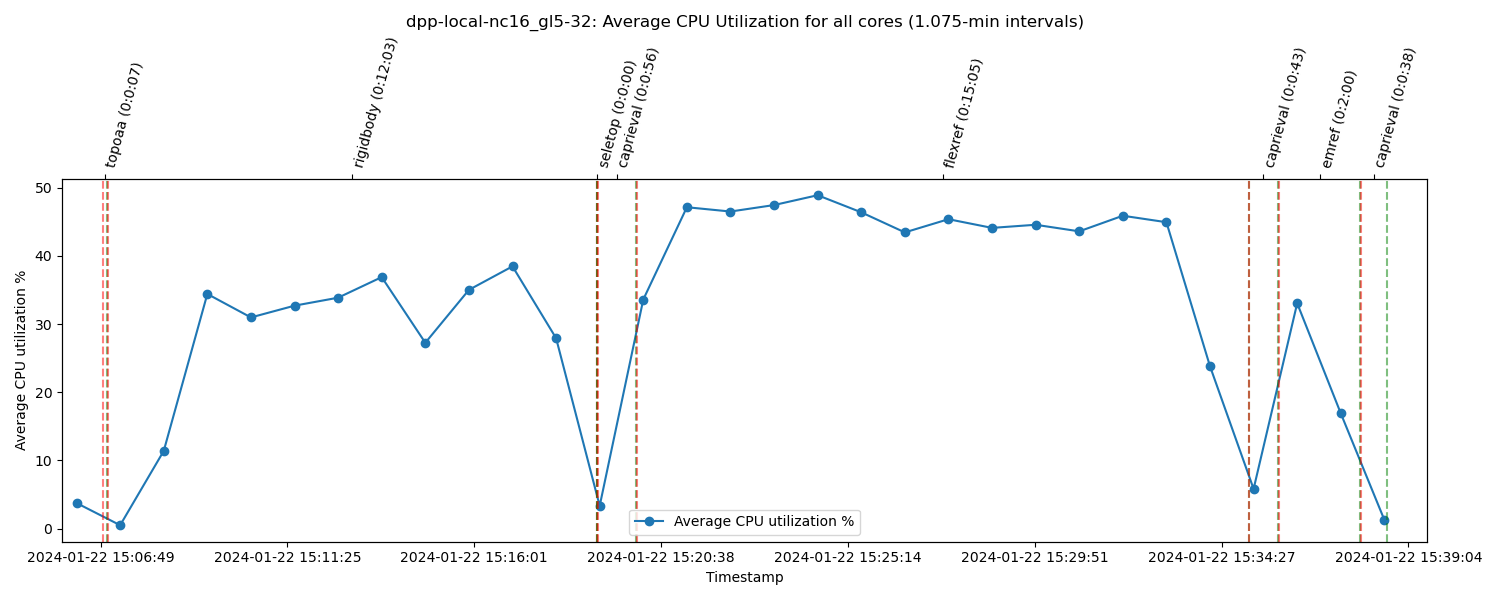 dpp-local-nc16_gl5-32: Average CPU Utilization for all cores (1.075-min intervals)
topoaa (0:0:07)
rigidbody (0:12:03)
seletop (0:0:00)
caprieval (0:0:56)
flexref (0:15:05)
caprieval (0:0:43)
emref (0:2:00)
caprieval (0:0:38)
Average CPU utilization %
50
40
30
20
10
0
Average CPU utilization %
2024-01-22 15:06:49
2024-01-22 15:11:25
2024-01-22 15:16:01
2024-01-22 15:20:38
2024-01-22 15:25:14
2024-01-22 15:29:51
2024-01-22 15:34:27
2024-01-22 15:39:04
Timestamp